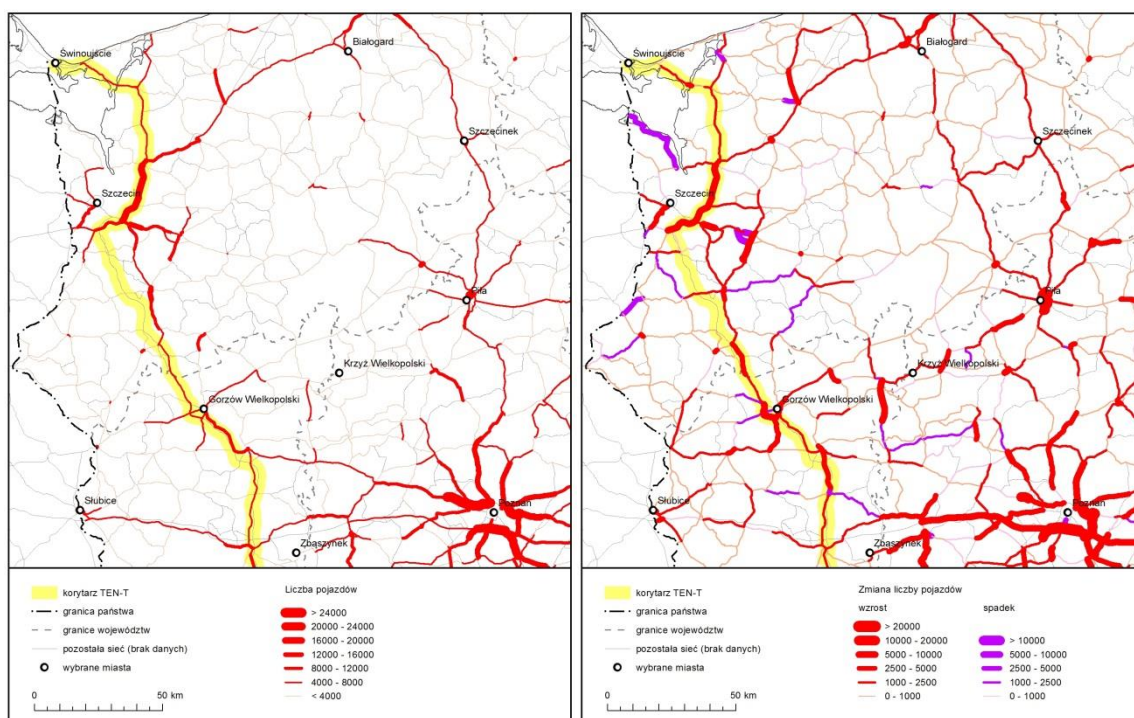 Świnoujście
Białogard
Szczecinek
Szczecin
Piła
Krzyż Wielkopolski
Gorzów Wielkopolski
Słubice
Poznań
Zbąszynek
korytarz TEN-T
granica państwa
granice województw
pozostała sieć (brak danych)
wybrane miasta
0 50 km
Liczba pojazdów
> 24000
20000 - 24000
16000 - 20000
12000 - 16000
8000 - 12000
4000 - 8000
< 4000
Świnoujście
Białogard
Szczecinek
Szczecin
Piła
Krzyż Wielkopolski
Gorzów Wielkopolski
Słubice
Poznań
Zbąszynek
korytarz TEN-T
granica państwa
granice województw
pozostała sieć (brak danych)
wybrane miasta
0 50 km
Zmiana liczby pojazdów
wzrost spadek
> 20000
10000 - 20000 > 10000
5000 - 10000 5000 - 10000
2500 - 5000 2500 - 5000
1000 - 2500 1000 - 2500
0 - 1000 0 - 1000